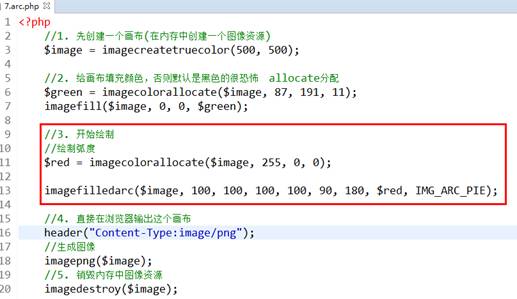 7.arc.php
1 <?php
2 //1. 先创建一个画布(在内存中创建一个图像资源)
3 $image = imagecreatetruecolor(500, 500);
4
5 //2. 给画布填充颜色，否则默认是黑色的很恐怖 allocate分配
6 $green = imagecolorallocate($image, 87, 191, 11);
7 imagefill($image, 0, 0, $green);
8
9 //3. 开始绘制
10 //绘制弧度
11 $red = imagecolorallocate($image, 255, 0, 0);
12
13 imagefilledarc($image, 100, 100, 100, 100, 90, 180, $red, IMG_ARC_PIE);
14
15 //4. 直接在浏览器输出这个画布
16 header("Content-Type:image/png");
17 //生成图像
18 imagepng($image);
19 //5. 销毁内存中图像资源
20 imagedestroy($image);